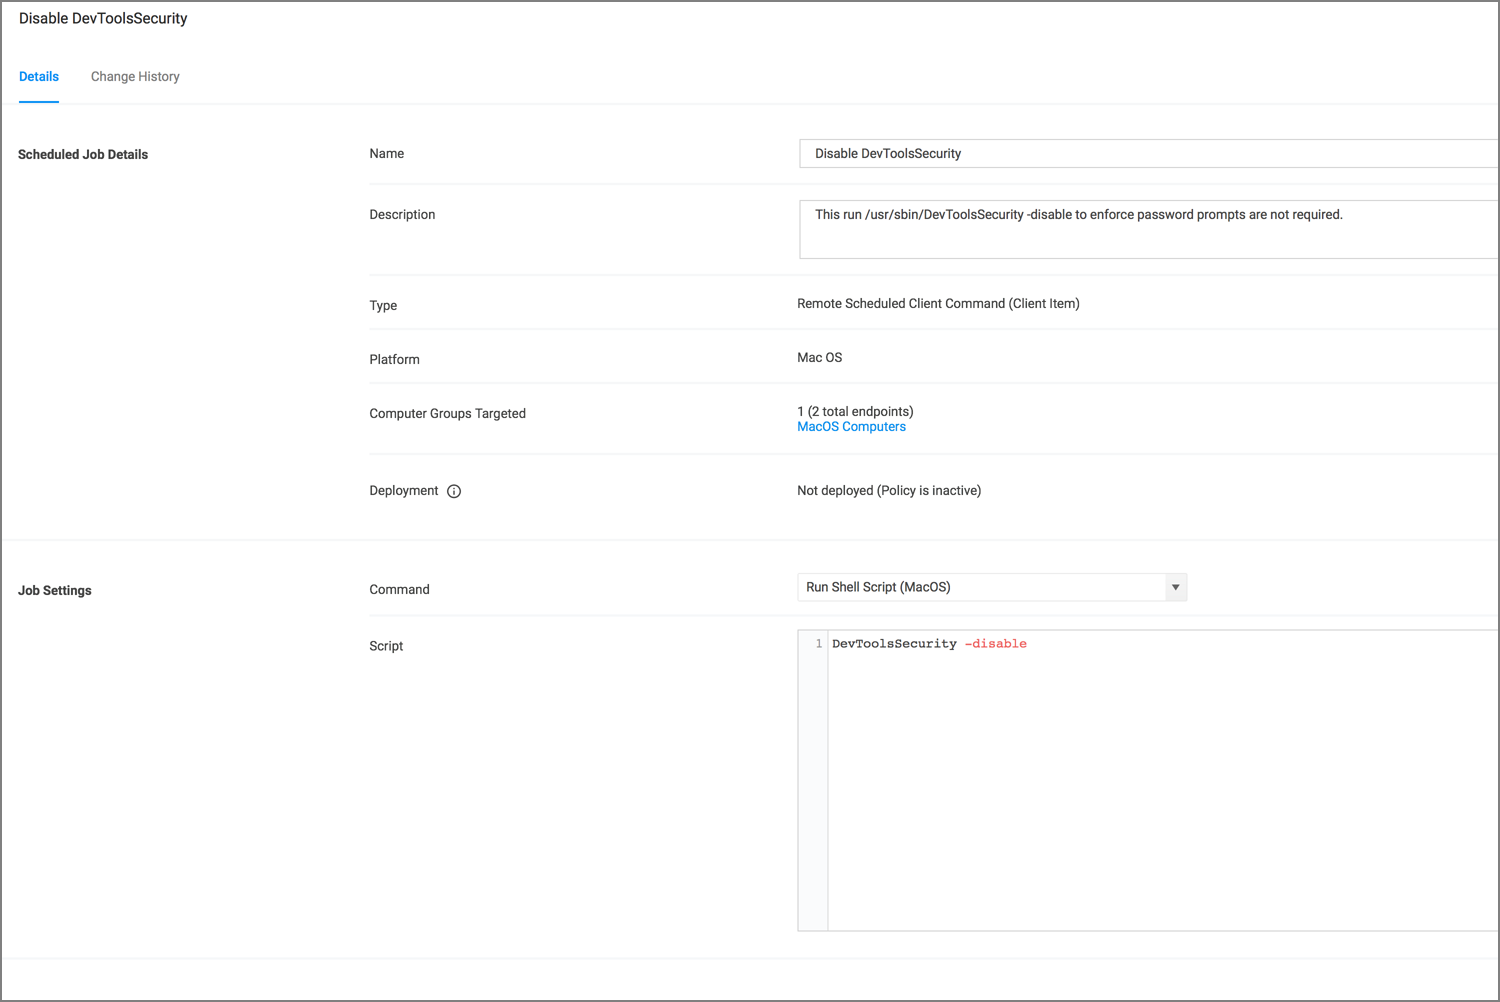 Disable DevToolsSecurity
Details Change History
Scheduled Job Details
Name
Disable DevToolsSecurity
Description
This run /usr/sbin/DevToolsSecurity -disable to enforce password prompts are not required.
Type
Remote Scheduled Client Command (Client Item)
Platform
Mac OS
Computer Groups Targeted
1 (2 total endpoints)
MacOS Computers
Deployment
Not deployed (Policy is inactive)
Job Settings
Command
Run Shell Script (MacOS)
Script
1 DevToolsSecurity -disable